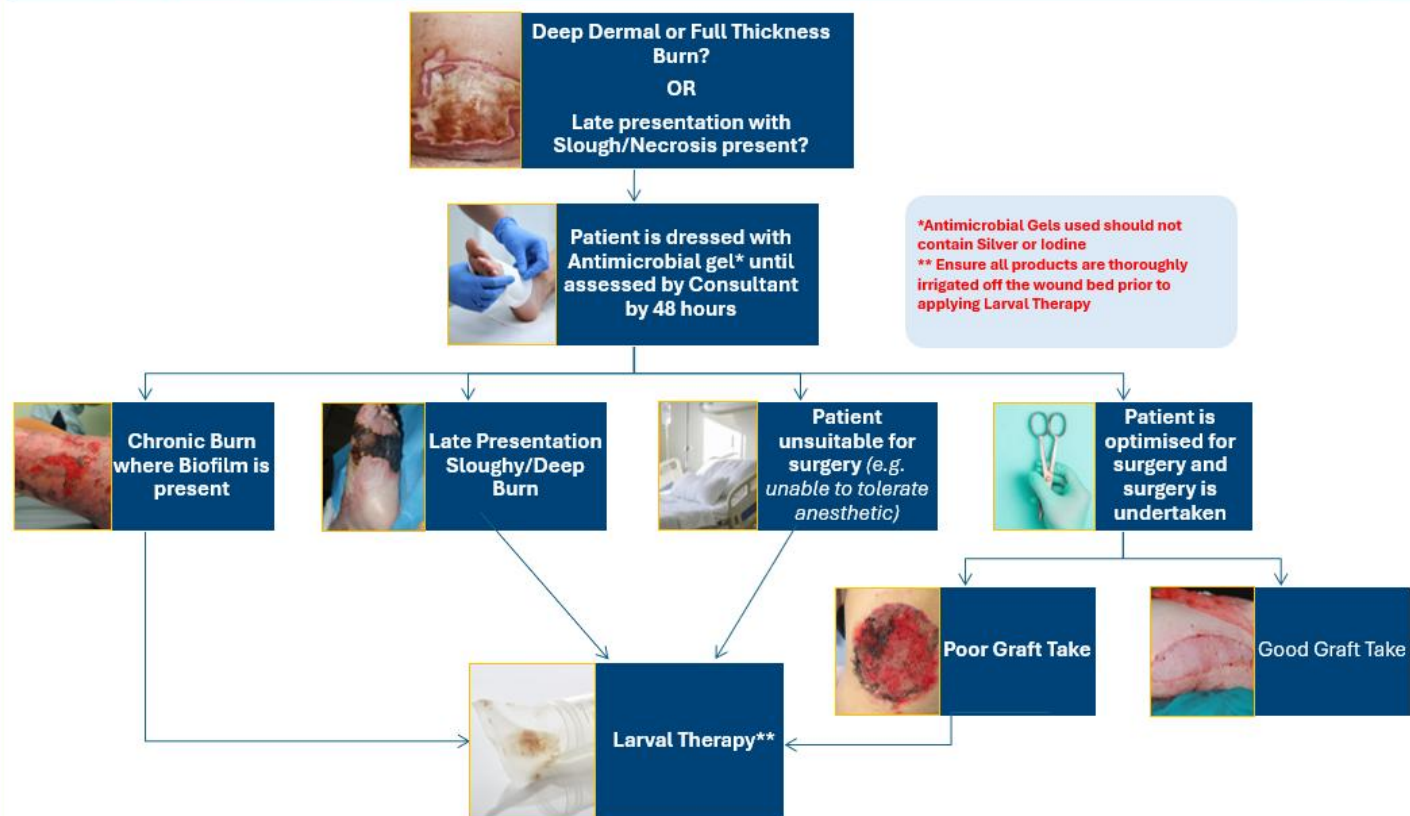 Deep Dermal or Full Thickness
Burn?
OR
Late presentation with
Slough/Necrosis present?
Patient is dressed with
Antimicrobial gel* until
assessed by Consultant
by 48 hours
*Antimicrobial Gels used should not
contain Silver or Iodine
** Ensure all products are thoroughly
irrigated off the wound bed prior to
applying Larval Therapy
Chronic Burn
where Biofilm is
present
Late Presentation
Sloughy/Deep
Burn
Patient
unsuitable for
surgery (e.g.
unable to tolerate
anesthetic)
Patient is
optimised for
surgery and
surgery is
undertaken
Poor Graft Take
Good Graft Take
Larval Therapy**